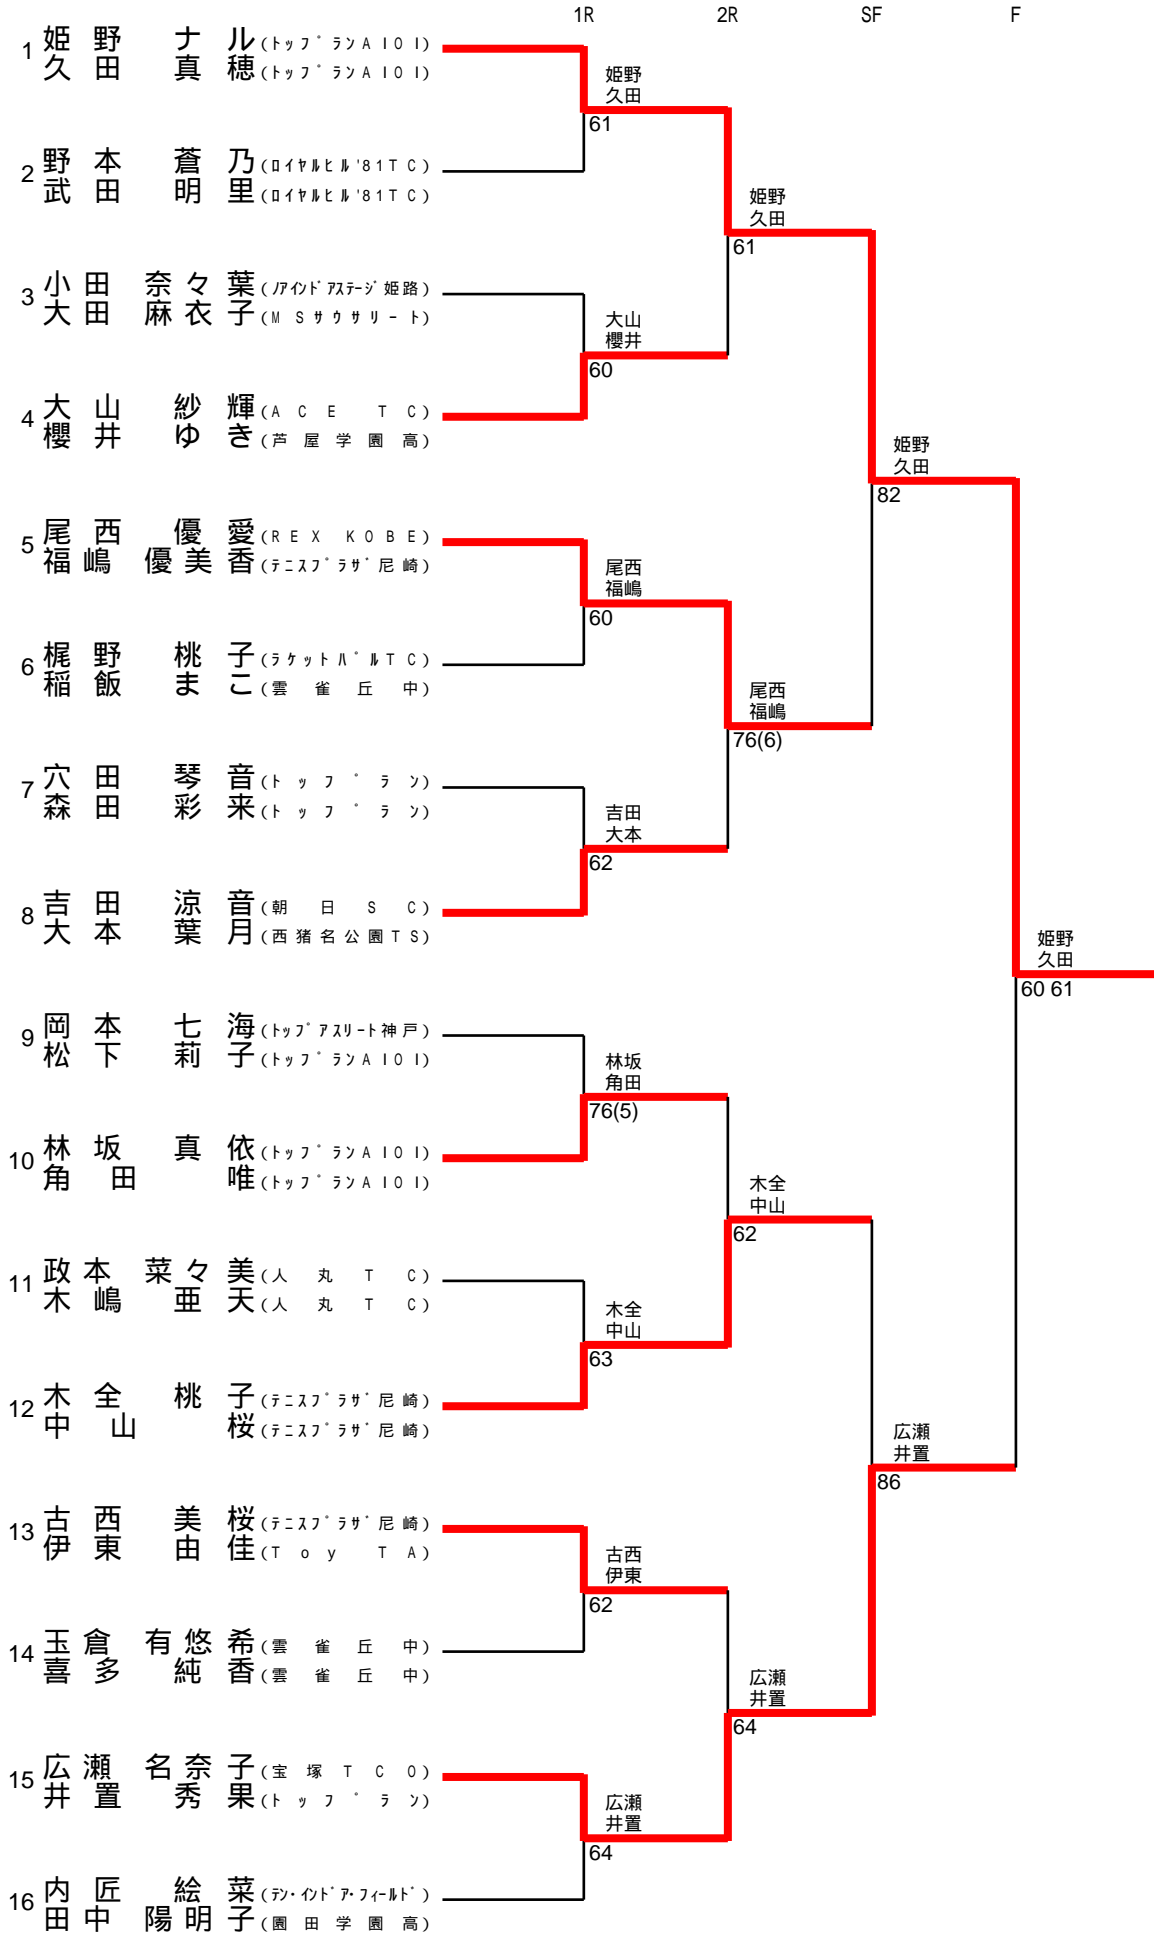 1R 2R SF F
1 姫野 ナル (トップランAIOI)
久田 真穂 (トップランAIOI)
姫野
久田
61
2 野本 蒼乃 (ロイヤルヒル'81TC)
武田 明里 (ロイヤルヒル'81TC)
姫野
久田
61
3 小田 奈々葉 (ノアインドアステージ姫路)
大田 麻衣子 (MSサウサリート)
大山
櫻井
60
4 大山 紗輝 (ACE TC)
櫻井 ゆき (芦屋学園高)
姫野
久田
82
5 尾西 優愛 (REX KOBE)
福嶋 優美香 (テニスプラザ尼崎)
尾西
福嶋
60
6 梶野 桃子 (ラケットパルTC)
稲飯 まこ (雲雀丘中)
尾西
福嶋
76(6)
7 穴田 琴音 (トップラン)
森田 彩来 (トップラン)
吉田
大本
62
8 吉田 涼音 (朝日SC)
大本 葉月 (西猪名公園TS)
姫野
久田
60 61
9 岡本 七海 (トップアスリート神戸)
松下 莉子 (トップランAIOI)
林坂
角田
76(5)
10 林坂 真依 (トップランAIOI)
角田 唯 (トップランAIOI)
木全
中山
62
11 政本 菜々美 (人丸TC)
木嶋 亜天 (人丸TC)
木全
中山
63
12 木全 桃子 (テニスプラザ尼崎)
中山 桜 (テニスプラザ尼崎)
広瀬
井置
86
13 古西 美桜 (テニスプラザ尼崎)
伊東 由佳 (Toy TA)
古西
伊東
62
14 玉倉 有悠希 (雲雀丘中)
喜多 純香 (雲雀丘中)
広瀬
井置
64
15 広瀬 名奈子 (宝塚TCO)
井置 秀果 (トップラン)
広瀬
井置
64
16 内匠 絵菜 (テン・インドア・フィールド)
田中 陽明子 (園田学園高)